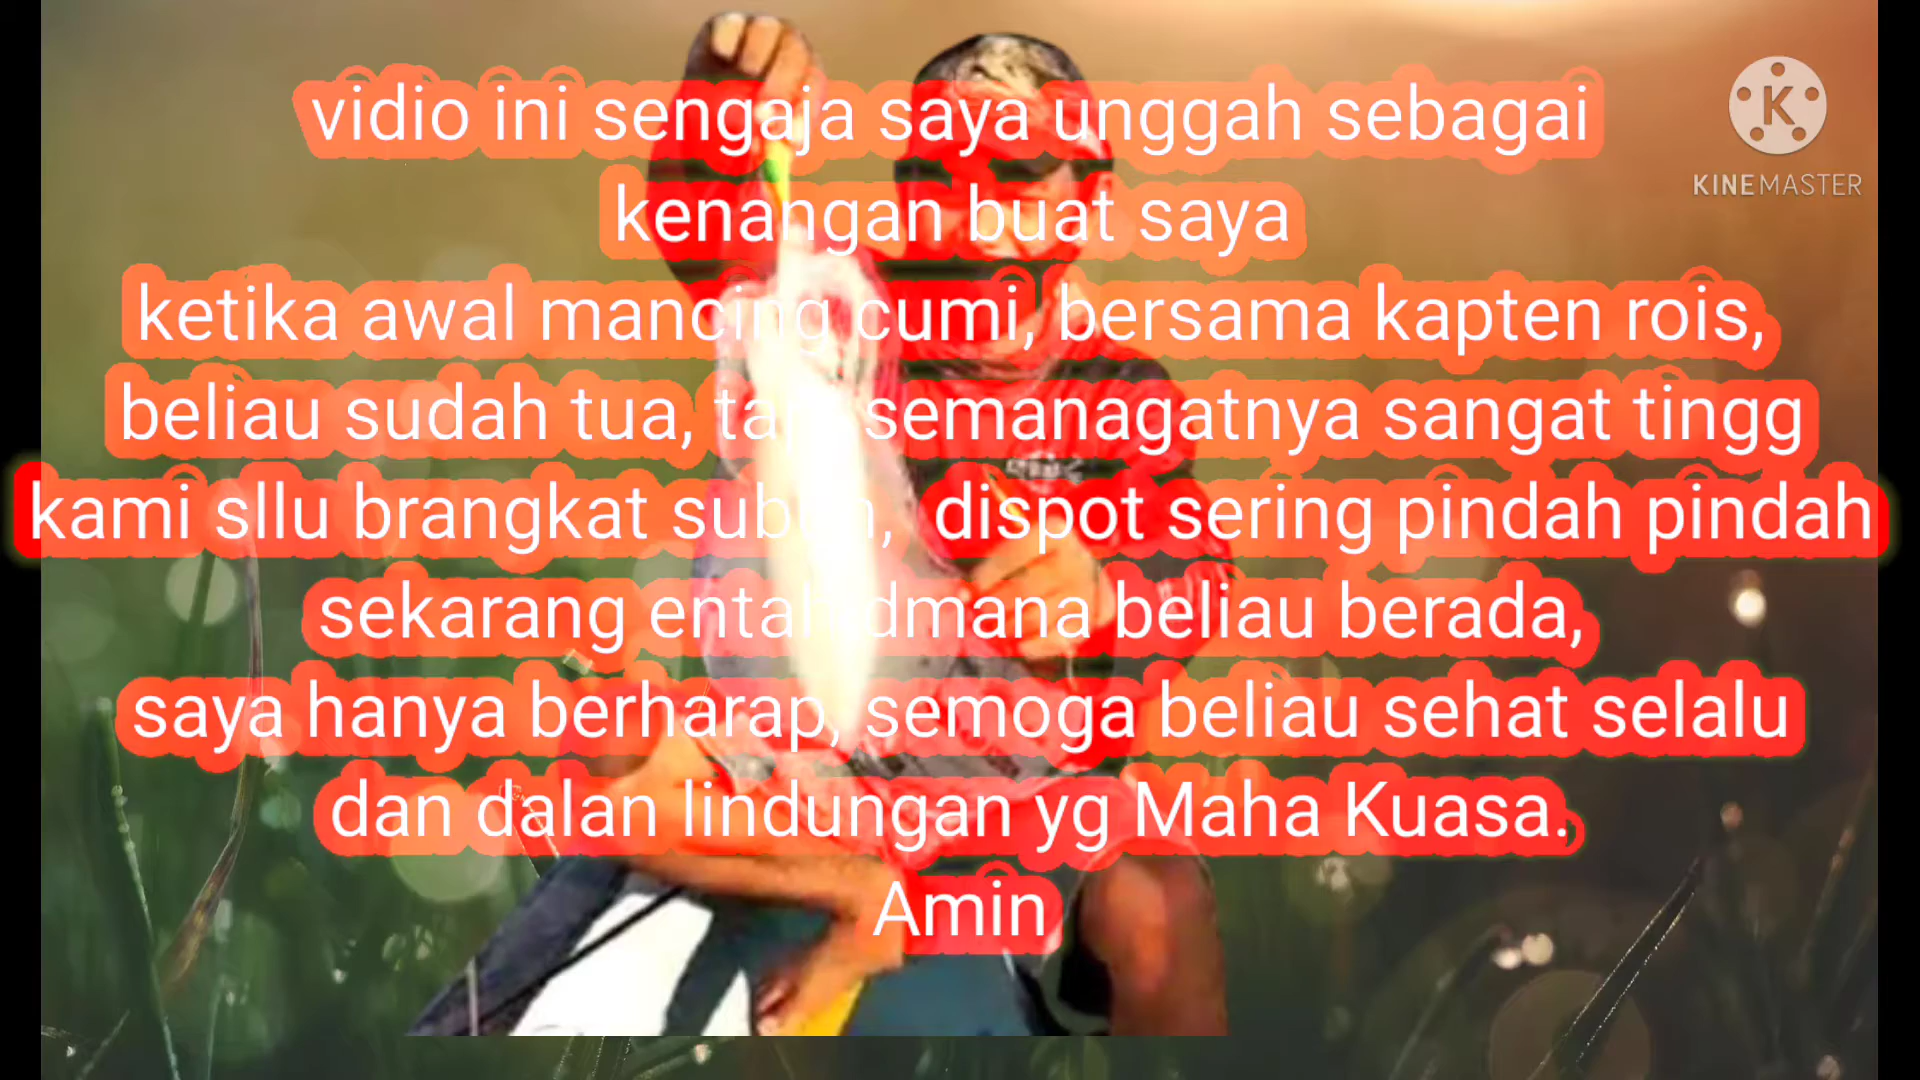 vidio ini sengaja saya unggah sebagai
kenangan buat saya
ketika awal mancing cumi, bersama kapten rois,
beliau sudah tua, tapi semanagatnya sangat tingg
kami sllu brangkat subuh, dispot sering pindah pindah
sekarang entah dmana beliau berada,
saya hanya berharap, semoga beliau sehat selalu
dan dalan lindungan yg Maha Kuasa.
Amin
K
KINEMASTER